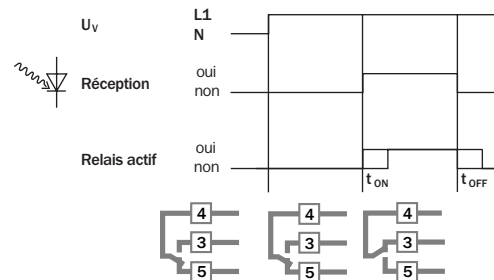 Uv L1
N
Réception oui
non
Relais actif oui
non
tON tOFF
4 4 4
3 3 3
5 5 5